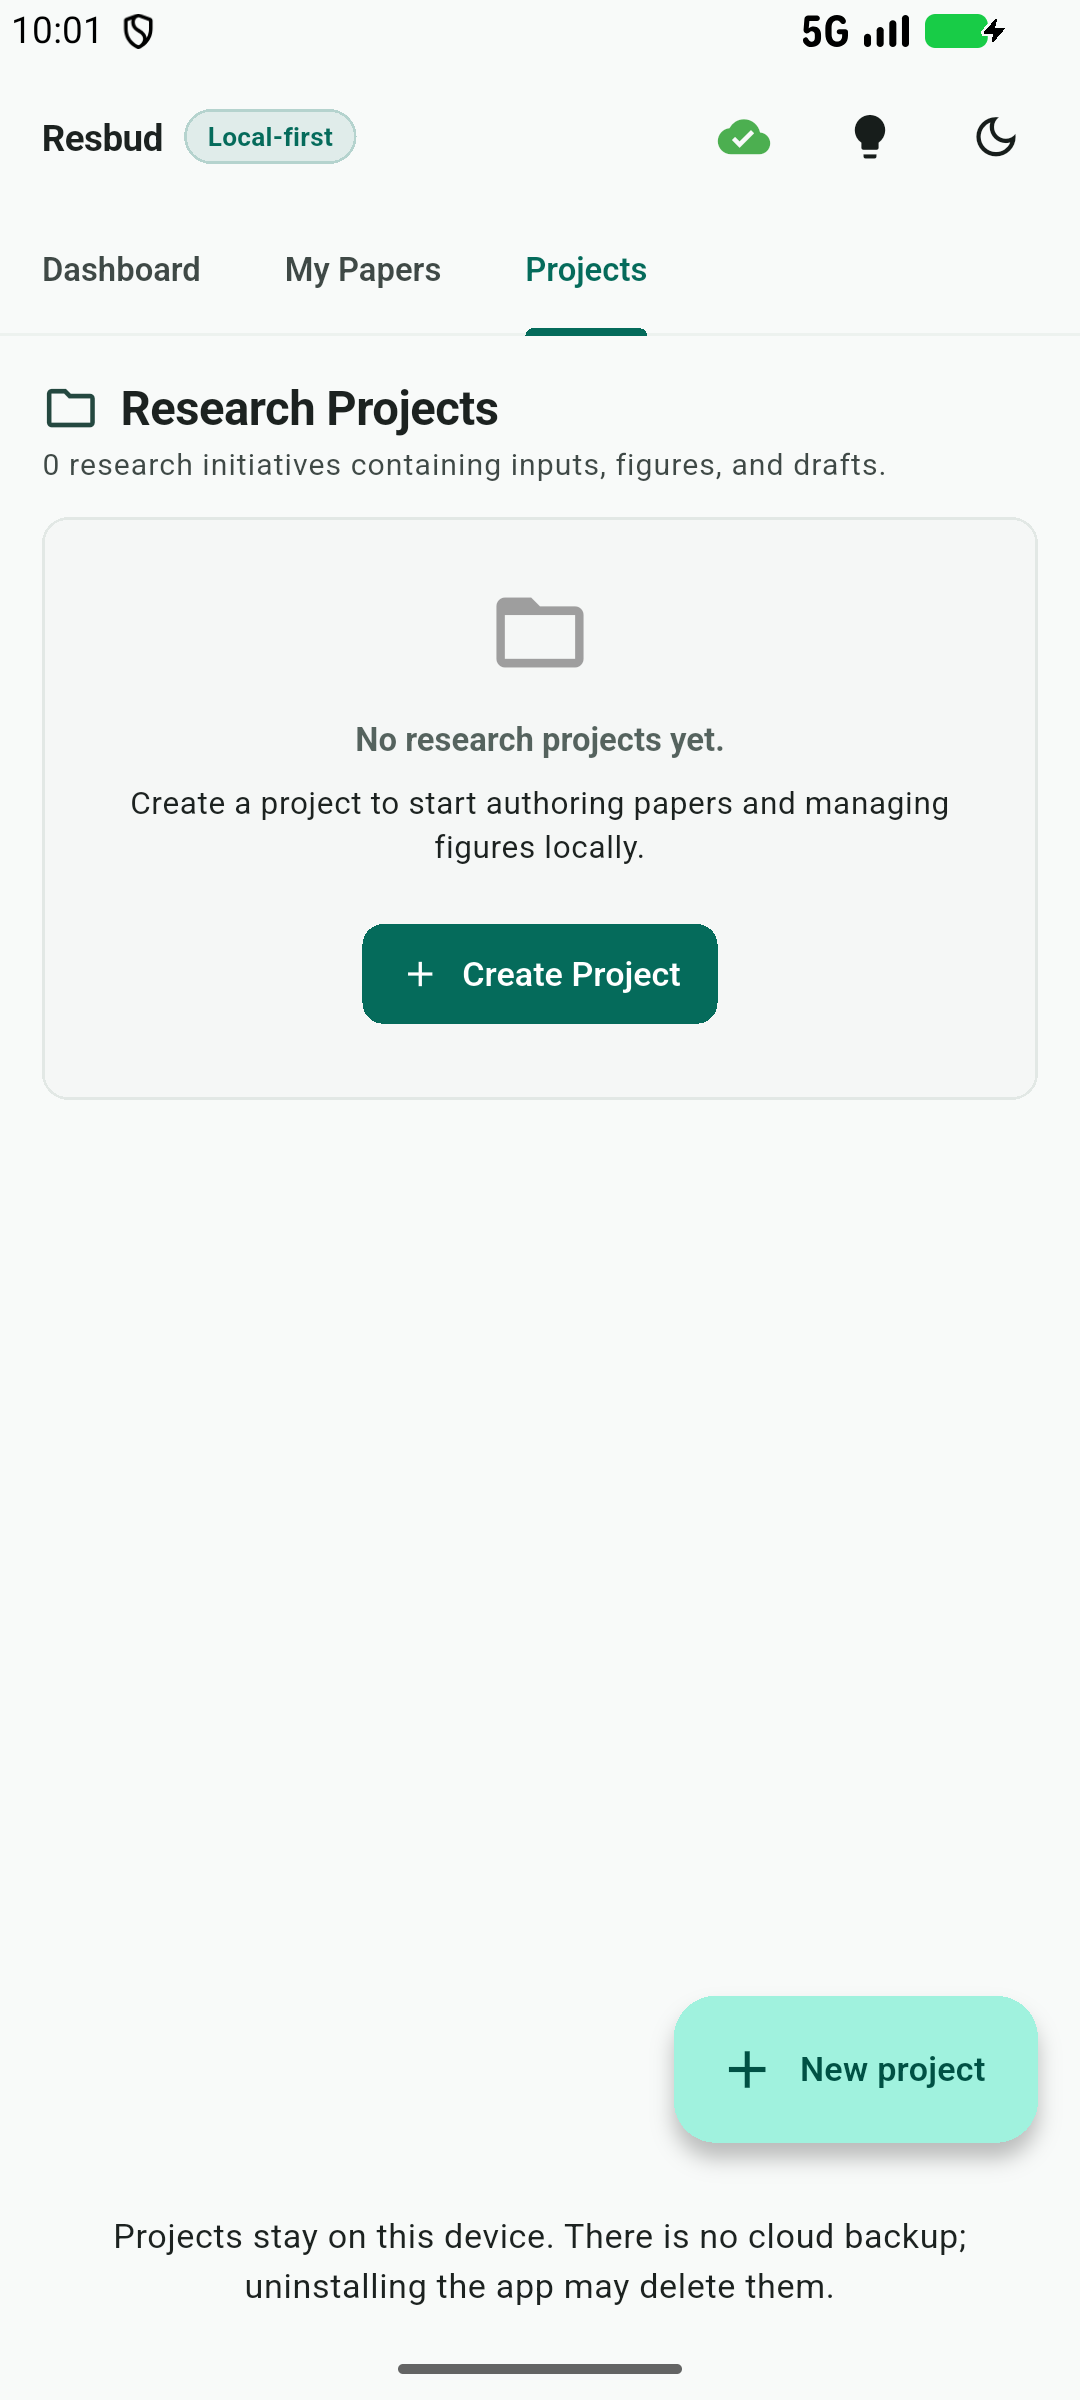 10:01
5G
Resbud
Local-first
Dashboard
My Papers
Projects
Research Projects
0 research initiatives containing inputs, figures, and drafts.
No research projects yet.
Create a project to start authoring papers and managing
figures locally.
+ Create Project
+ New project
Projects stay on this device. There is no cloud backup;
uninstalling the app may delete them.